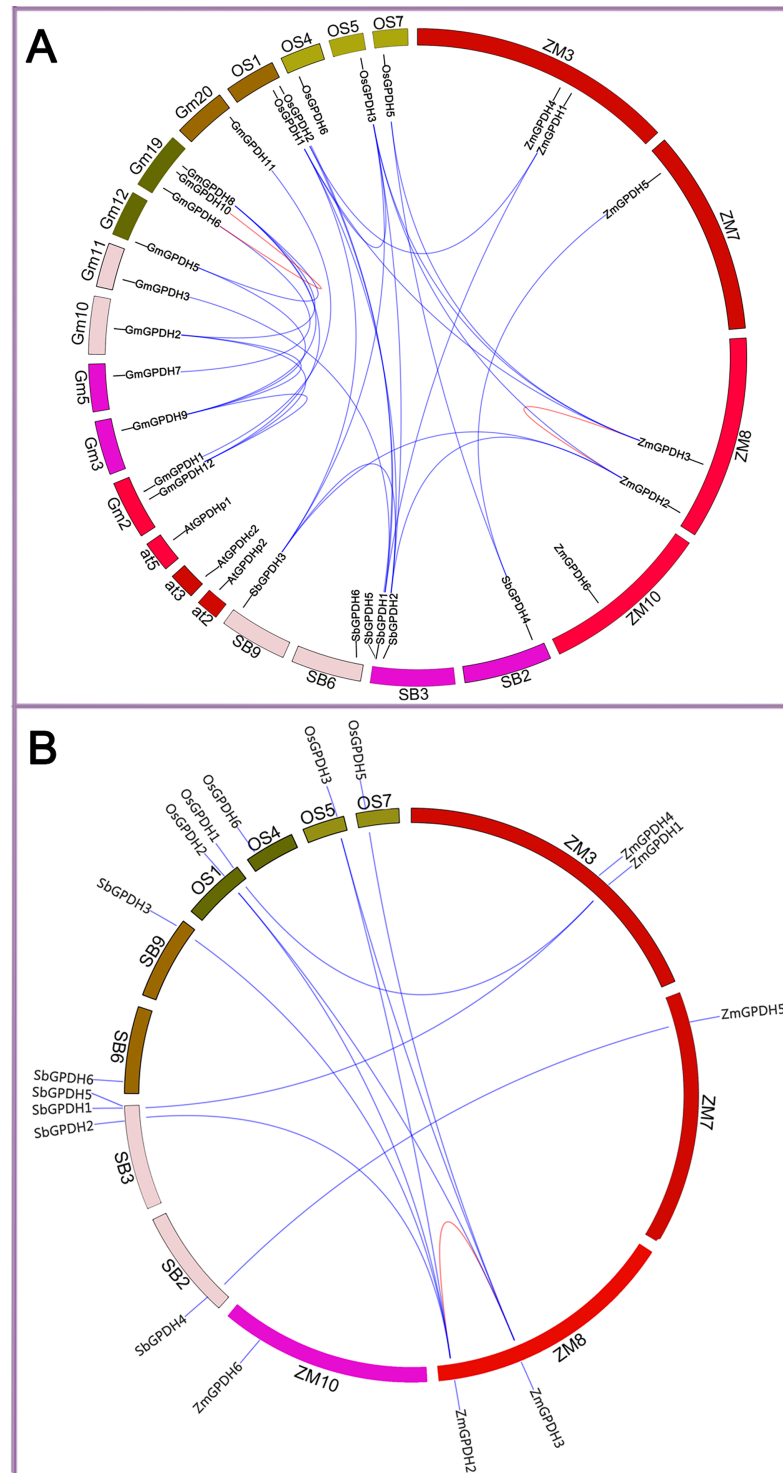 A
OS7
OS5
OS4
OS1
Gm20
Gm19
Gm12
Gm11
Gm10
Gm5
Gm3
Gm2
at5
at3
at2
SB9
SB6
SB3
SB2
ZM10
ZM8
ZM7
ZM3
OsGPDH5
OsGPDH3
OsGPDH6
OsGPDH2
OsGPDH1
GmGPDH11
GmGPDH8
GmGPDH10
GmGPDH6
GmGPDH5
GmGPDH3
GmGPDH2
GmGPDH7
GmGPDH9
GmGPDH1
GmGPDH12
AtGPDHp1
AtGPDHc2
AtGPDHp2
SbGPDH3
SbGPDH6
SbGPDH5
SbGPDH1
SbGPDH2
SbGPDH4
ZmGPDH6
ZmGPDH2
ZmGPDH3
ZmGPDH5
ZmGPDH4
ZmGPDH1
B
OsGPDH5
OsGPDH3
OsGPDH6
OsGPDH1
OsGPDH2
SbGPDH3
SbGPDH6
SbGPDH5
SbGPDH1
SbGPDH2
SbGPDH4
ZmGPDH6
ZmGPDH2
ZmGPDH3
ZmGPDH5
ZmGPDH4
ZmGPDH1
OS7
OS5
OS4
OS1
SB9
SB6
SB3
SB2
ZM10
ZM8
ZM7
ZM3